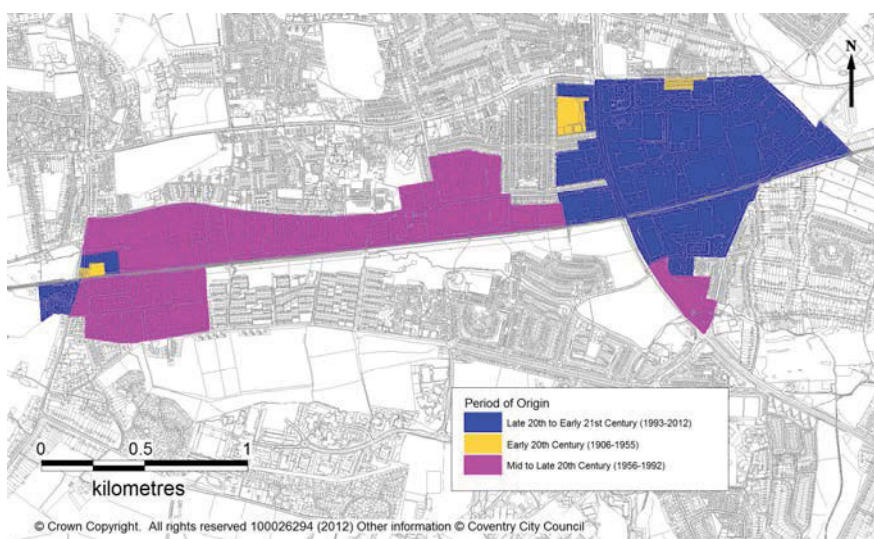 N
Period of Origin
Late 20th to Early 21st Century (1993-2012)
Early 20th Century (1906-1955)
Mid to Late 20th Century (1956-1992)
0 0.5 1
kilometres
© Crown Copyright. All rights reserved 100026294 (2012) Other information © Coventry City Council